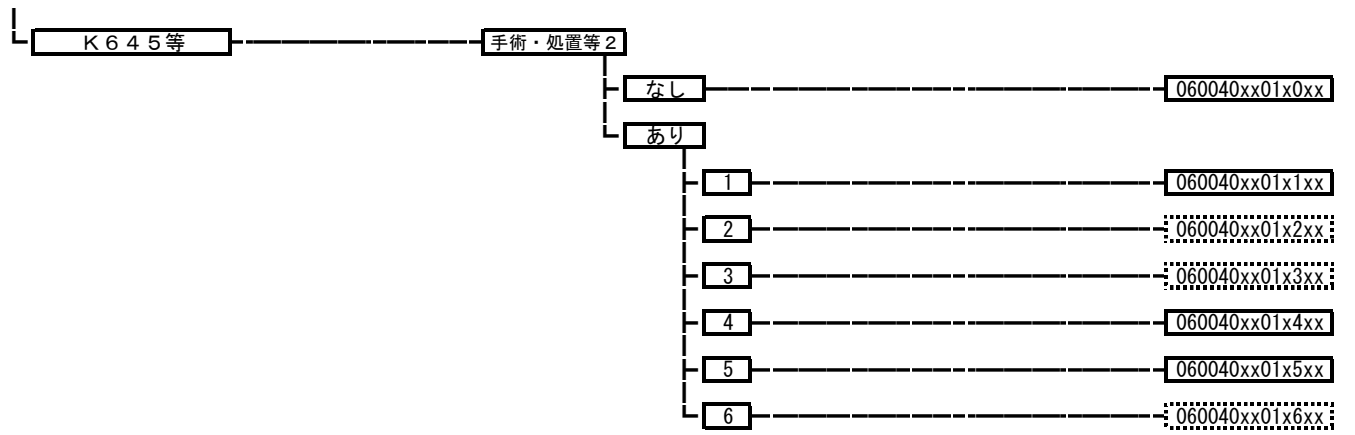 Ｋ６４５等 手術・処置等２
なし 060040xx01x0xx
あり
1 060040xx01x1xx
2 060040xx01x2xx
3 060040xx01x3xx
4 060040xx01x4xx
5 060040xx01x5xx
6 060040xx01x6xx